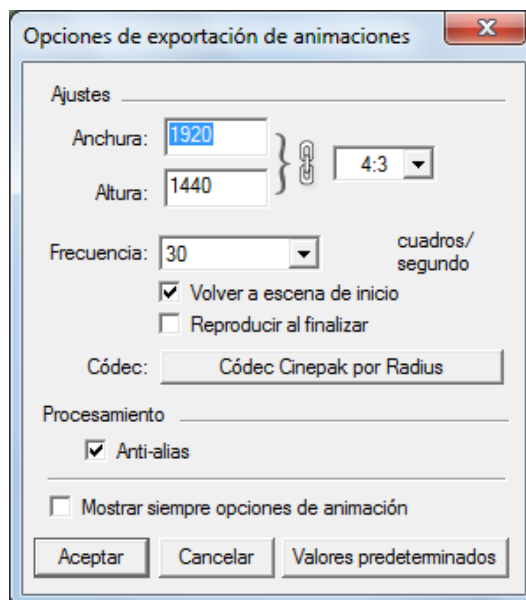 Opciones de exportación de animaciones
Ajustes
Anchura: 1920
4:3
Altura: 1440
Frecuencia: 30 cuadros/
segundo
Volver a escena de inicio
Reproducir al finalizar
Códec: Códec Cinepak por Radius
Procesamiento
Anti-alias
Mostrar siempre opciones de animación
Aceptar Cancelar Valores predeterminados